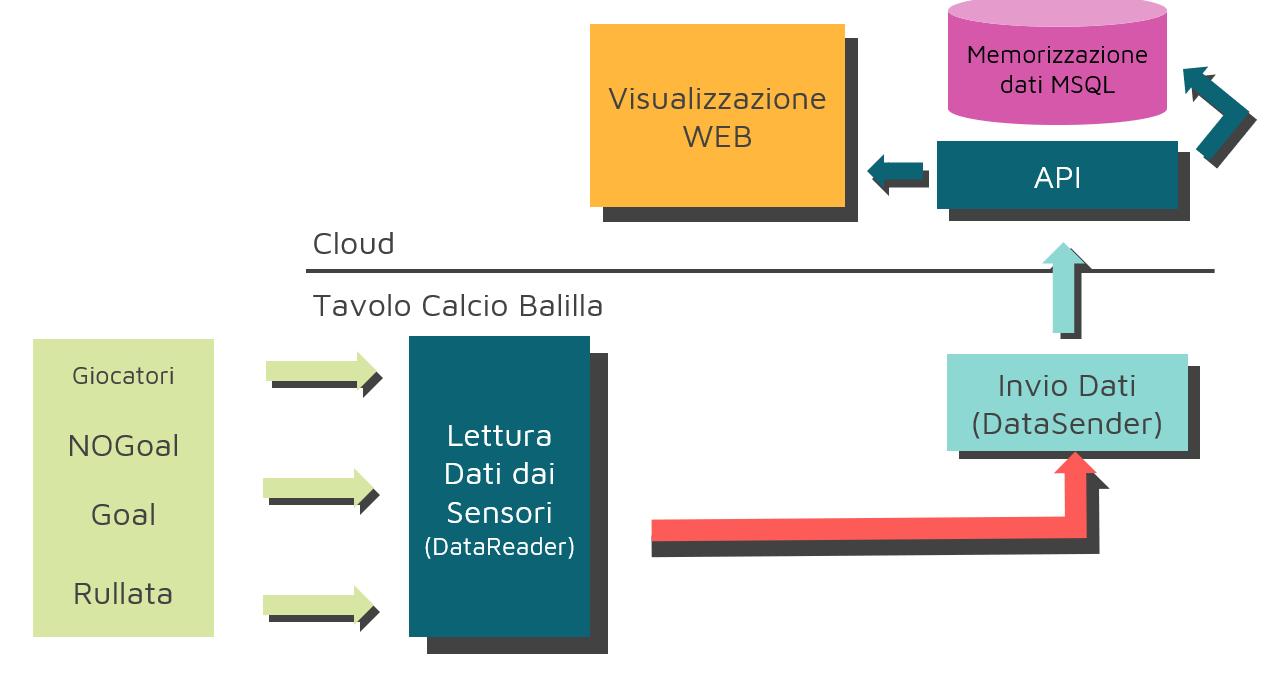 Memorizzazione
dati MSQL
Visualizzazione
WEB
API
Cloud
Tavolo Calcio Balilla
Giocatori
NOGoal
Goal
Rullata
Lettura
Dati dai
Sensori
(DataReader)
Invio Dati
(DataSender)